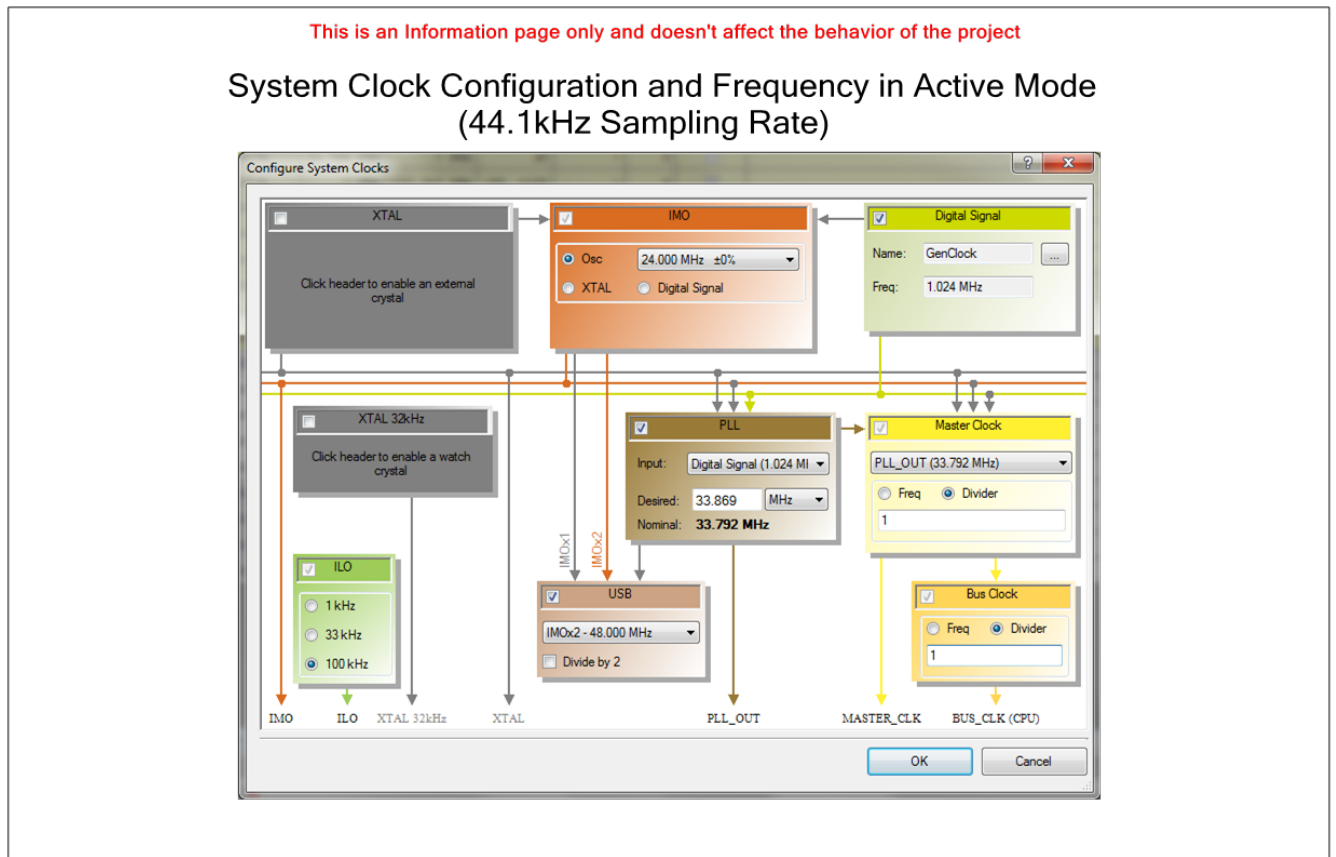 This is an Information page only and doesn't affect the behavior of the project
System Clock Configuration and Frequency in Active Mode
(44.1kHz Sampling Rate)
Configure System Clocks
XTAL
Click header to enable an external
crystal
IMO
Osc
24.000 MHz ±0%
XTAL
Digital Signal
Digital Signal
Name:
GenClock
...
Freq:
1.024 MHz
XTAL 32kHz
Click header to enable a watch
crystal
PLL
Input:
Digital Signal (1.024 MI
Desired:
33.869
MHz
Nominal:
33.792 MHz
Master Clock
PLL_OUT (33.792 MHz)
Freq
Divider
1
IMOx1
IMOx2
ILO
1 kHz
33 kHz
100 kHz
USB
IMOx2 - 48.000 MHz
Divide by 2
Bus Clock
Freq
Divider
1
IMO
ILO
XTAL 32kHz
XTAL
PLL_OUT
MASTER_CLK
BUS_CLK (CPU)
OK
Cancel